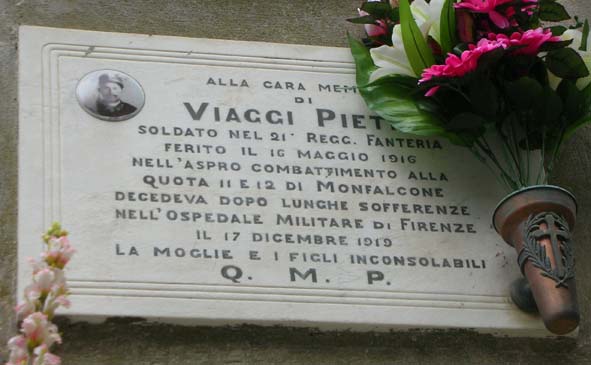 ALLA CARA MEM
DI
VIAGGI PIET
SOLDATO NEL 21° REGG. FANTERIA
FERITO IL 16 MAGGIO 1916
NELL'ASPRO COMBATTIMENTO ALLA
QUOTA 11 E 12 DI MONFALCONE
DECEDEVA DOPO LUNGHE SOFFERENZE
NELL'OSPEDALE MILITARE DI FIRENZE
IL 17 DICEMBRE 1919
LA MOGLIE E I FIGLI INCONSOLABILI
Q. M. P.